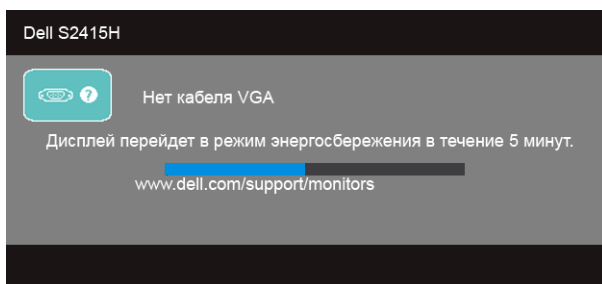 Dell S2415H
Нет кабеля VGA
Дисплей перейдет в режим энергосбережения в течение 5 минут.
www.dell.com/support/monitors